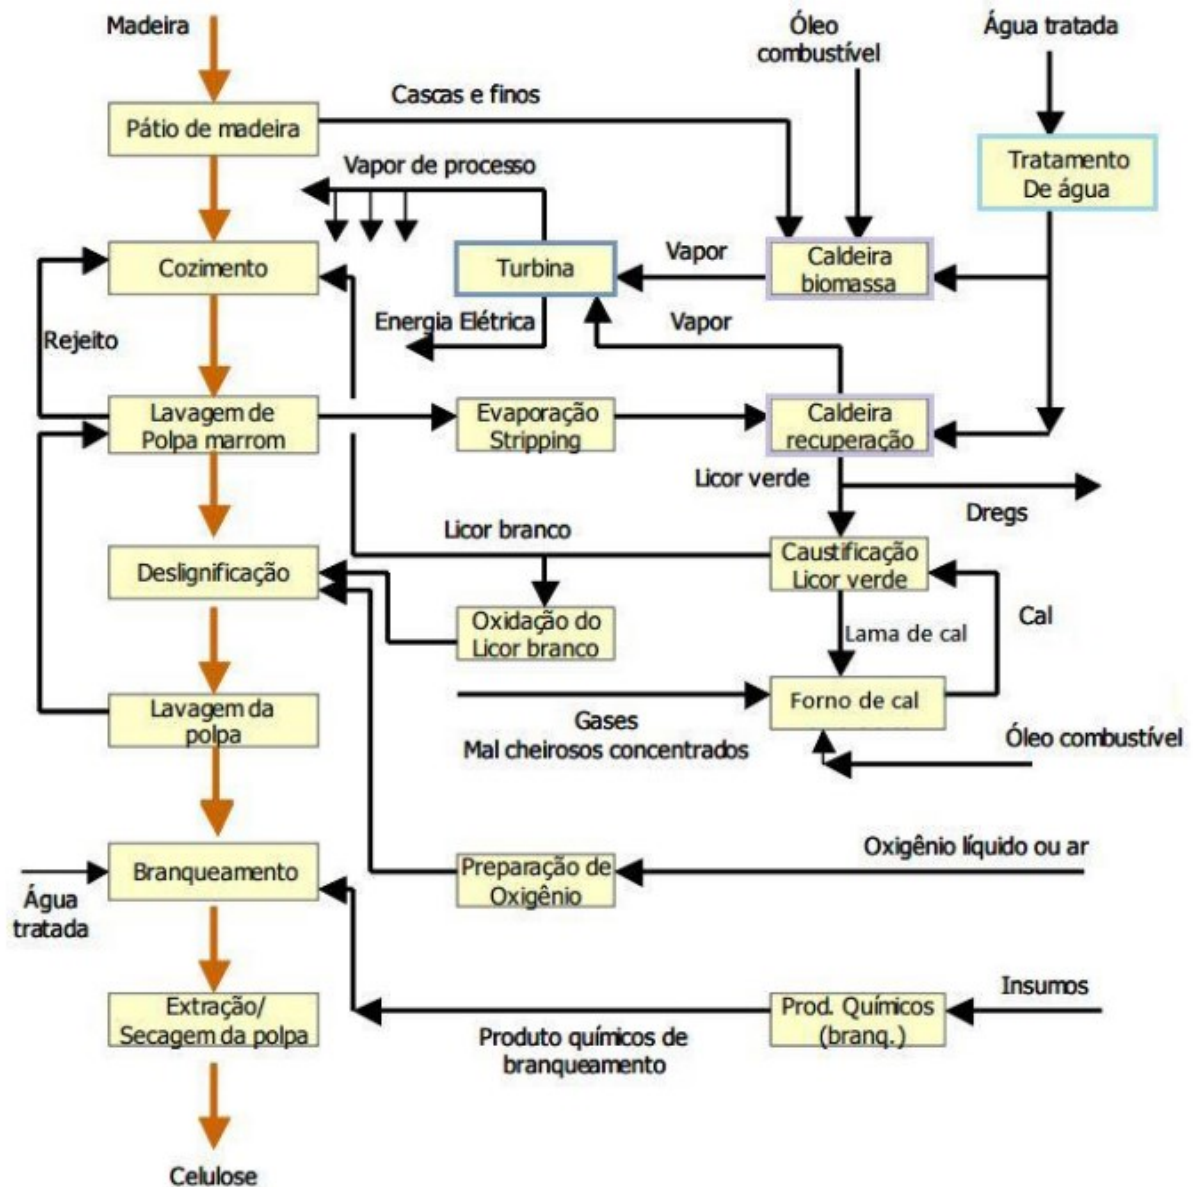 Madeira
Óleo
combustível
Água tratada
Cascas e finos
Pátio de madeira
Tratamento
De água
Vapor de processo
Cozimento
Turbina
Vapor
Caldeira
biomassa
Energia Elétrica
Vapor
Rejeito
Lavagem de
Polpa marrom
Evaporação
Stripping
Caldeira
recuperação
Licor verde
Dregs
Licor branco
Deslignificação
Caustificação
Licor verde
Cal
Oxidação do
Licor branco
Lama de cal
Lavagem da
polpa
Forno de cal
Gases
Mal cheirosos concentrados
Óleo combustível
Oxigênio líquido ou ar
Branqueamento
Preparação de
Oxigênio
Água
tratada
Insumos
Extração/
Secagem da polpa
Prod. Químicos
(branq.)
Produto químicos de
branqueamento
Celulose